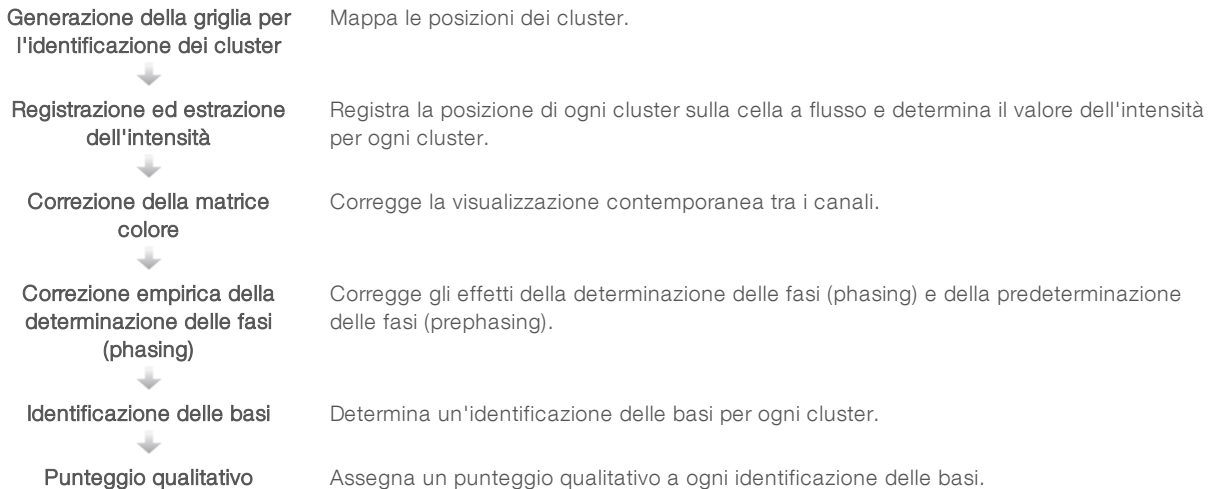 Generazione della griglia per
l'identificazione dei cluster
Mappa le posizioni dei cluster.
Registrazione ed estrazione
dell'intensità
Registra la posizione di ogni cluster sulla cella a flusso e determina il valore dell'intensità
per ogni cluster.
Correzione della matrice
colore
Corregge la visualizzazione contemporanea tra i canali.
Correzione empirica della
determinazione delle fasi
(phasing)
Corregge gli effetti della determinazione delle fasi (phasing) e della predeterminazione
delle fasi (prephasing).
Identificazione delle basi
Determina un'identificazione delle basi per ogni cluster.
Punteggio qualitativo
Assegna un punteggio qualitativo a ogni identificazione delle basi.